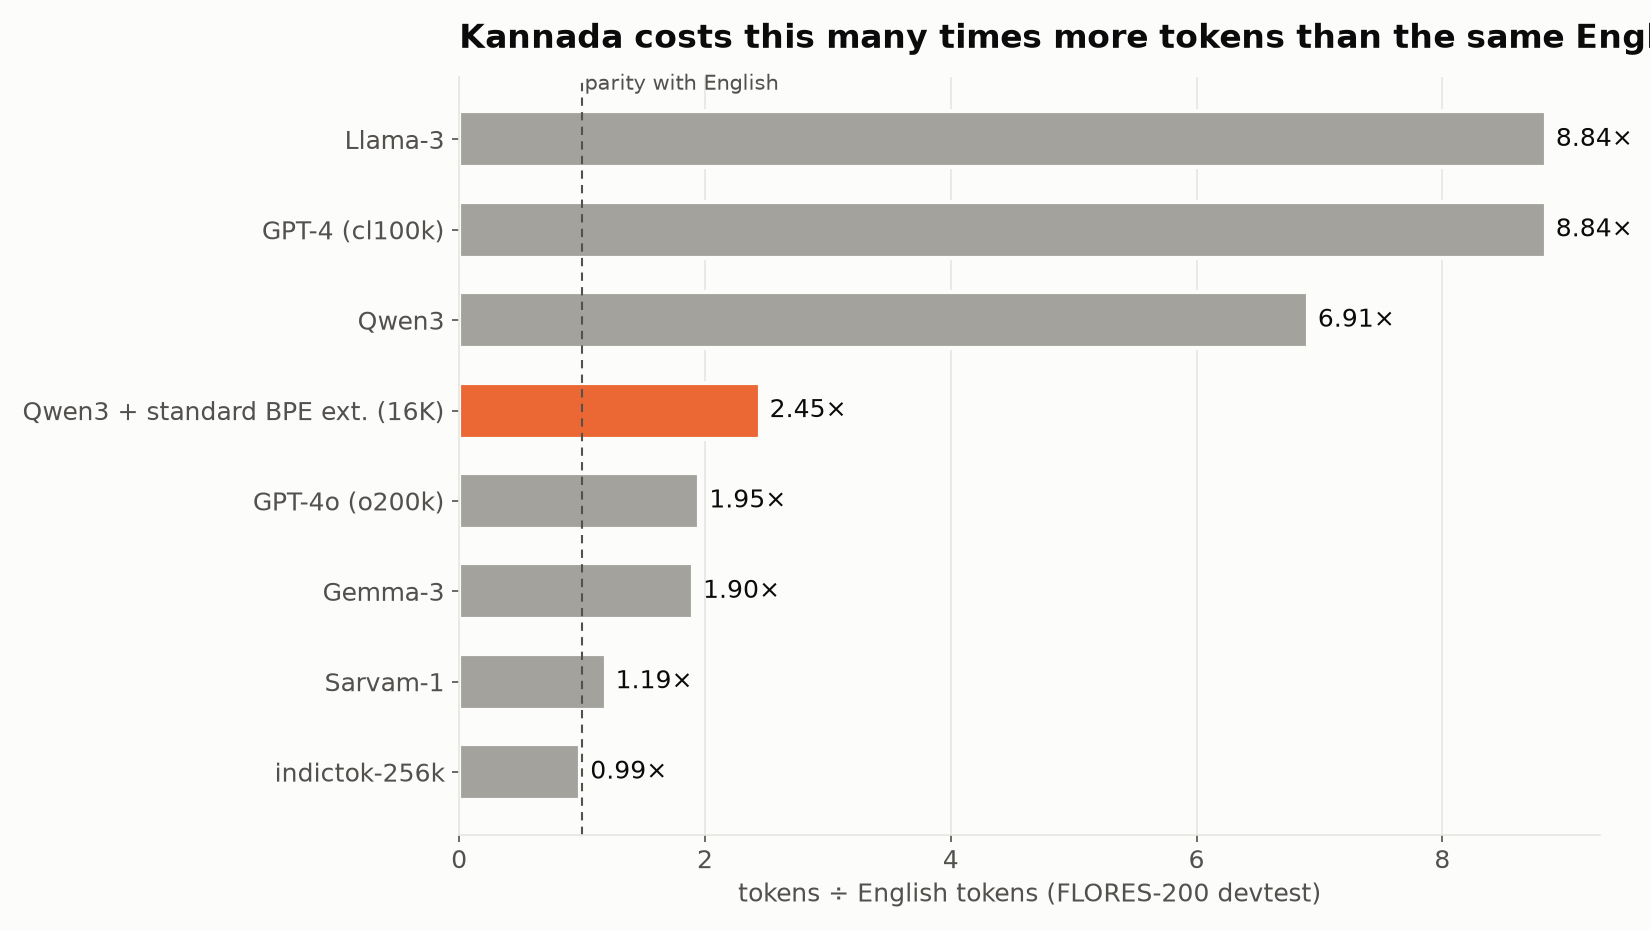 Kannada costs this many times more tokens than the same Engl
parity with English
Llama-3 8.84×
GPT-4 (cl100k) 8.84×
Qwen3 6.91×
Qwen3 + standard BPE ext. (16K) 2.45×
GPT-4o (o200k) 1.95×
Gemma-3 1.90×
Sarvam-1 1.19×
indictok-256k 0.99×
0 2 4 6 8
tokens ÷ English tokens (FLORES-200 devtest)